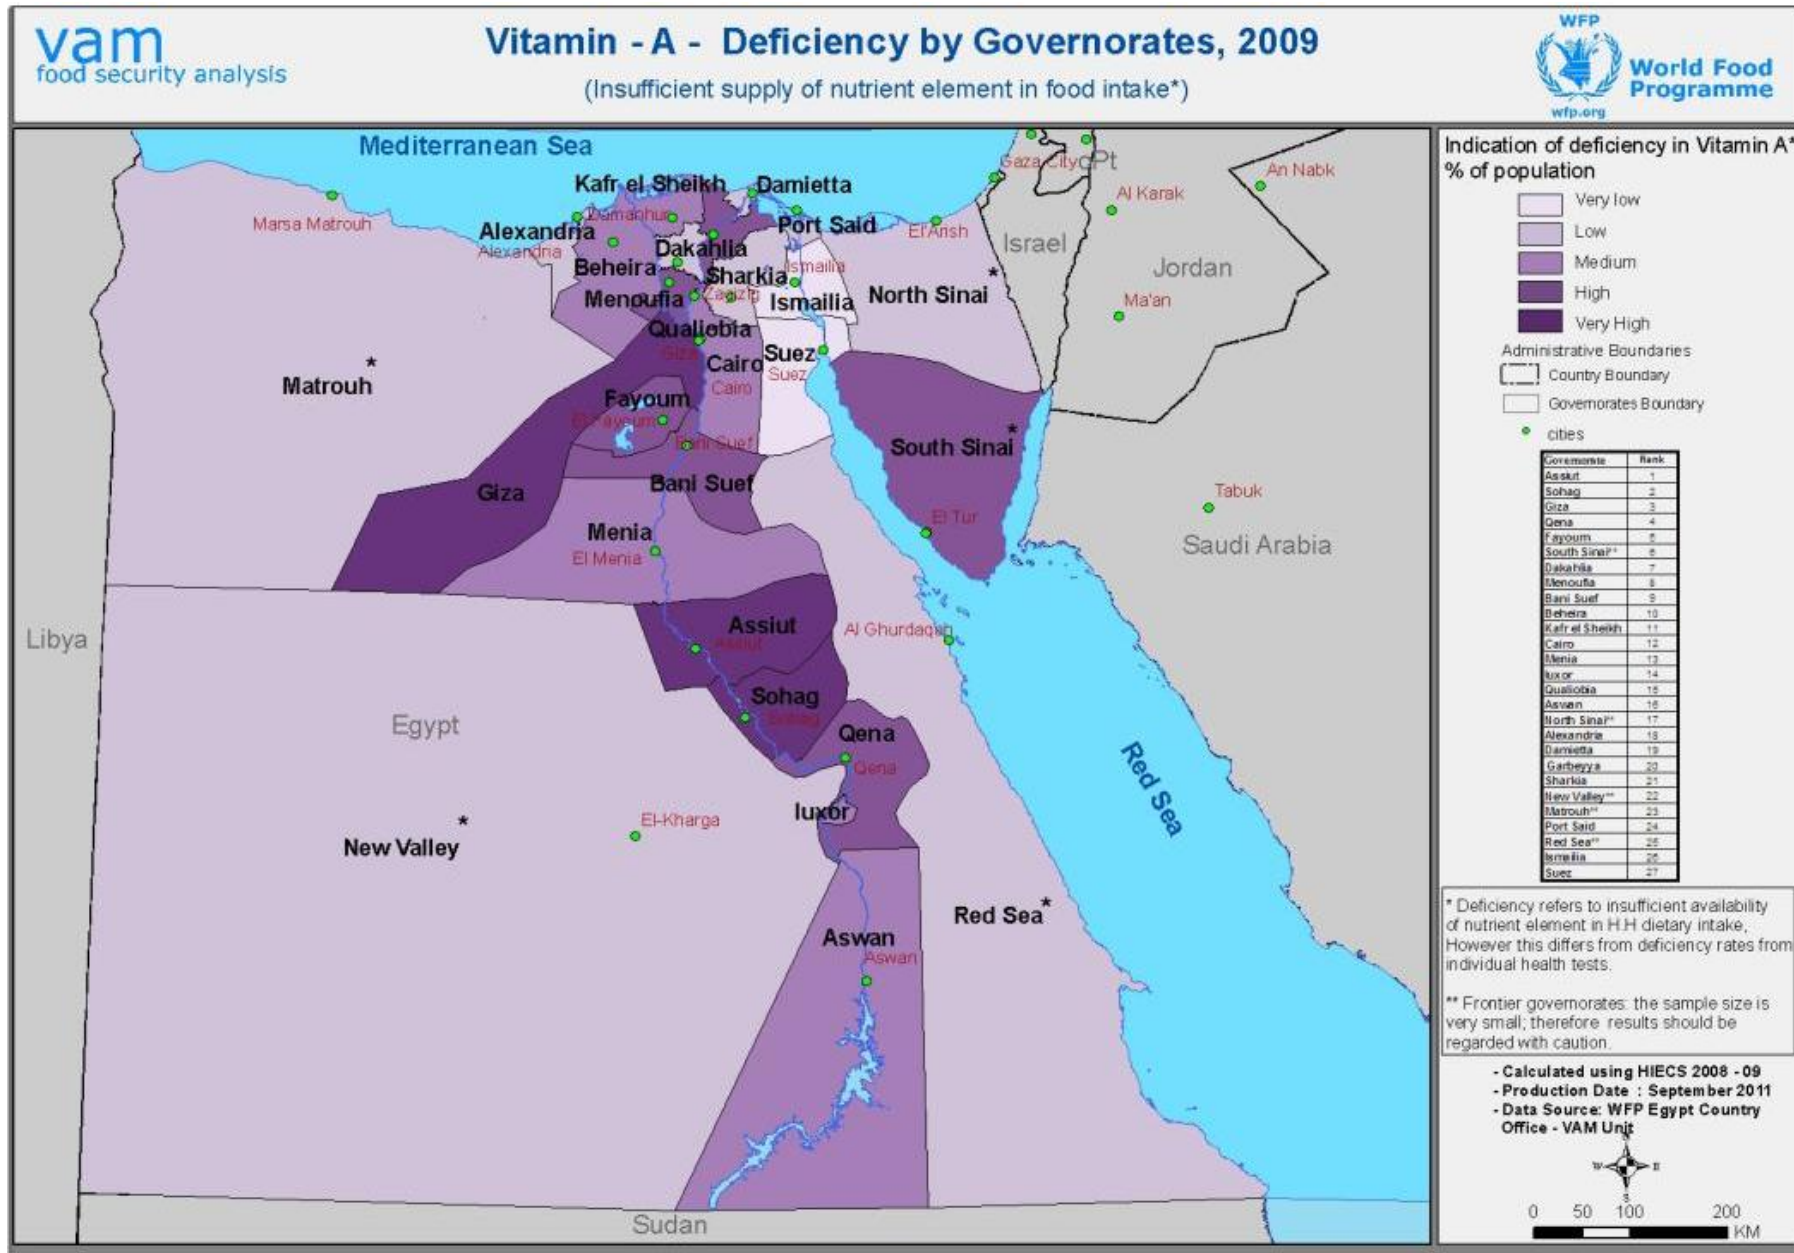 vam
food security analysis
Vitamin - A - Deficiency by Governorates, 2009
(Insufficient supply of nutrient element in food intake*)
WFP
World Food
Programme
wfp.org
Mediterranean Sea
Kafr el Sheikh
Damietta
Gaza City
oPt
An Nabk
Al Karak
Marsa Matrouh
Damanhur
Alexandria
Alexandria
Port Said
El'Arish
Israel
Jordan
Dakahlia
Beheira
Sharkia
Ismailia
*
Menoufia
Zagizig
Ismailia
North Sinai
Ma'an
Qualiobia
Giza
Cairo
Suez
Cairo
Suez
Matrouh
*
Fayoum
El Fayoum
Bani Suef
South Sinai
*
Giza
Bani Suef
Tabuk
El Tur
Menia
El Menia
Saudi Arabia
Libya
Assiut
Assiut
Al Ghurdaqah
Sohag
Sohag
Egypt
Qena
Qena
Red Sea
luxor
El-Kharga
New Valley
*
Red Sea
*
Aswan
Aswan
Sudan
Indication of deficiency in Vitamin A*
% of population
Very low
Low
Medium
High
Very High
Administrative Boundaries
Country Boundary
Governorates Boundary
cities
Governorate Rank
Assiut 1
Sohag 2
Giza 3
Qena 4
Fayoum 5
South Sinai** 6
Dakahlia 7
Menoufia 8
Bani Suef 9
Beheira 10
Kafr el Sheikh 11
Cairo 12
Menia 13
luxor 14
Qualiobia 15
Aswan 16
North Sinai** 17
Alexandria 18
Damietta 19
Garbeyya 20
Sharkia 21
New Valley** 22
Matrouh** 23
Port Said 24
Red Sea** 25
Ismailia 26
Suez 27
* Deficiency refers to insufficient availability
of nutrient element in H.H dietary intake,
However this differs from deficiency rates from
individual health tests.
** Frontier governorates: the sample size is
very small; therefore results should be
regarded with caution.
- Calculated using HIECS 2008 - 09
- Production Date : September 2011
- Data Source: WFP Egypt Country
Office - VAM Unit
N
W E
S
0 50 100 200
KM